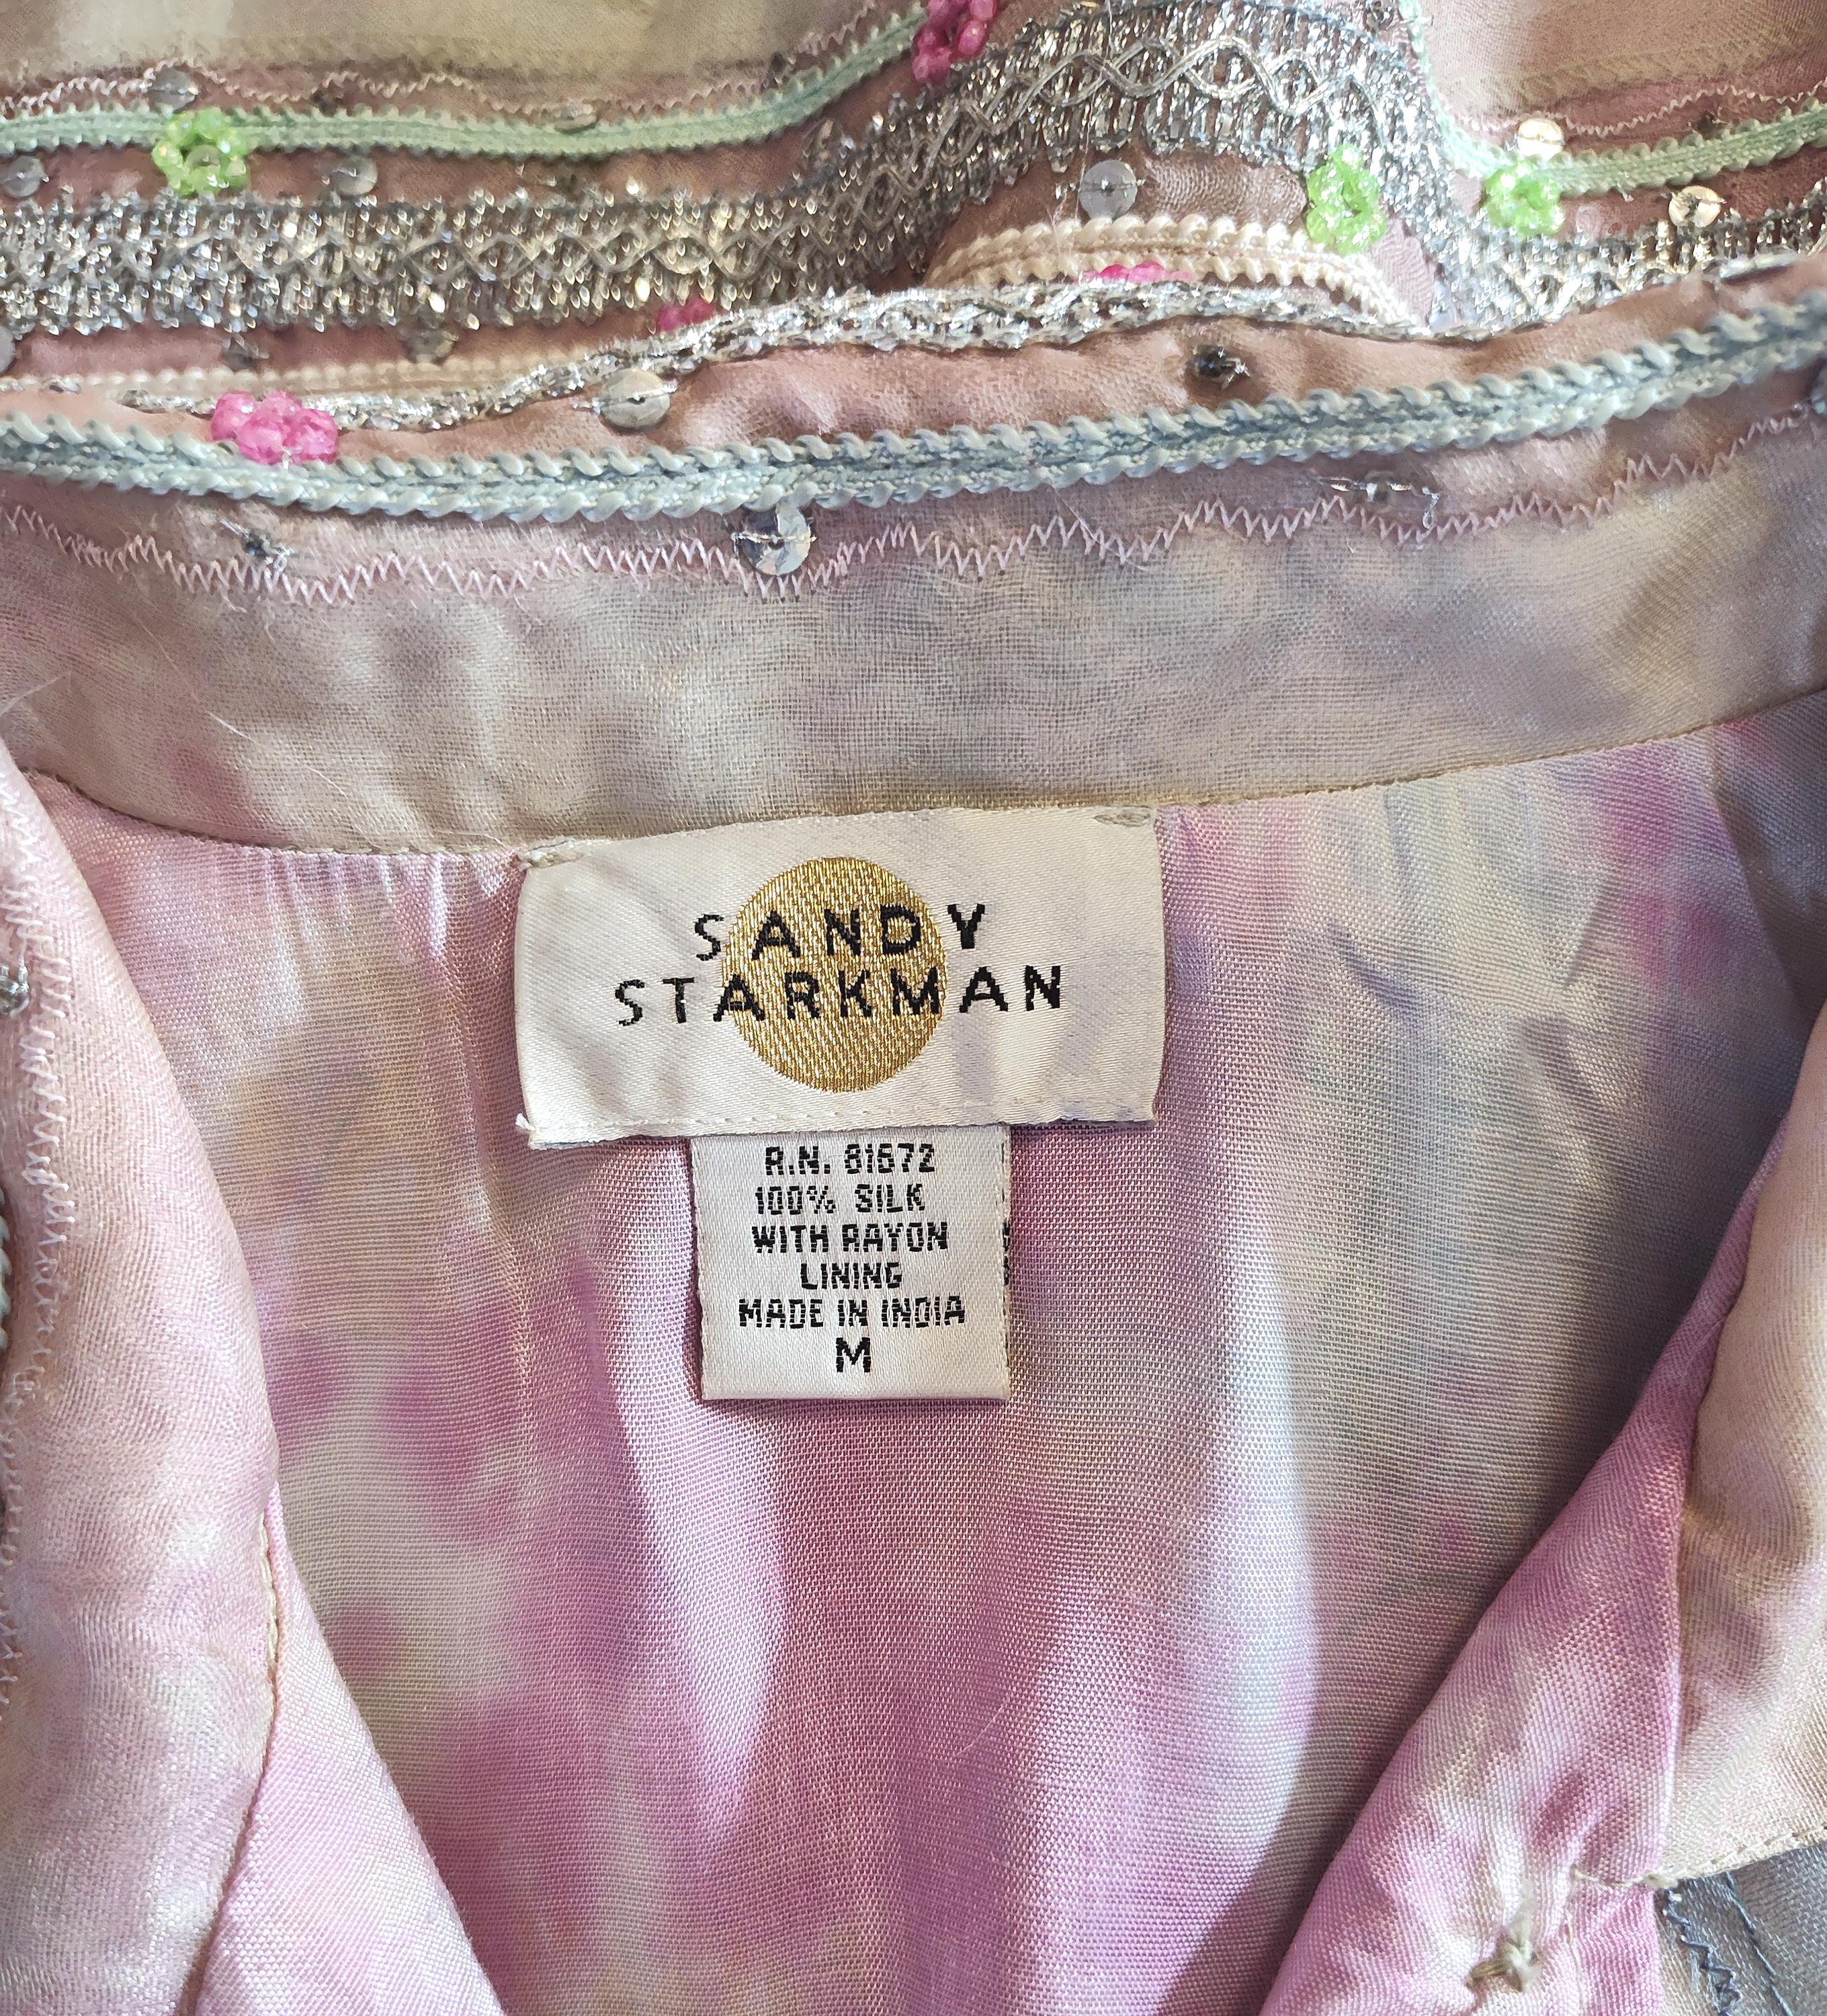 SANDY
STARKMAN
R.N. 81672
100% SILK
WITH RAYON
LINING
MADE IN INDIA
M